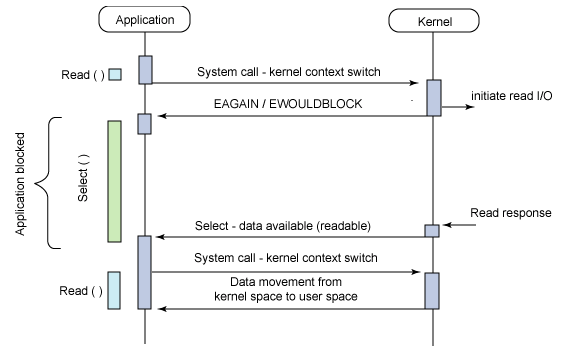 Application
Kernel
Read ( )
System call - kernel context switch
initiate read I/O
EAGAIN / EWOULDBLOCK
Application blocked
Select ( )
Read response
Select - data available (readable)
System call - kernel context switch
Read ( )
Data movement from
kernel space to user space